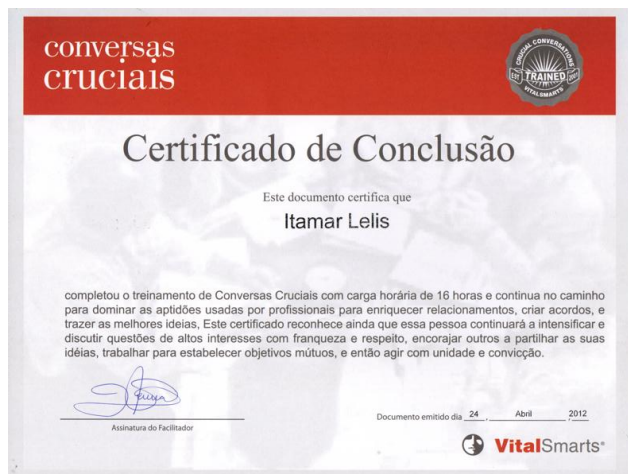 conversas
cruciais
CRUCIAL CONVERSATIONS
EST TRAINED 2001
VITALSMARTS
Certificado de Conclusão
Este documento certifica que
Itamar Lelis
completou o treinamento de Conversas Cruciais com carga horária de 16 horas e continua no caminho
para dominar as aptidões usadas por profissionais para enriquecer relacionamentos, criar acordos, e
trazer as melhores ideias, Este certificado reconhece ainda que essa pessoa continuará a intensificar e
discutir questões de altos interesses com franqueza e respeito, encorajar outros a partilhar as suas
idéias, trabalhar para estabelecer objetivos mútuos, e então agir com unidade e convicção.
Assinatura do Facilitador
Documento emitido dia 24, Abril, 2012
VitalSmarts®